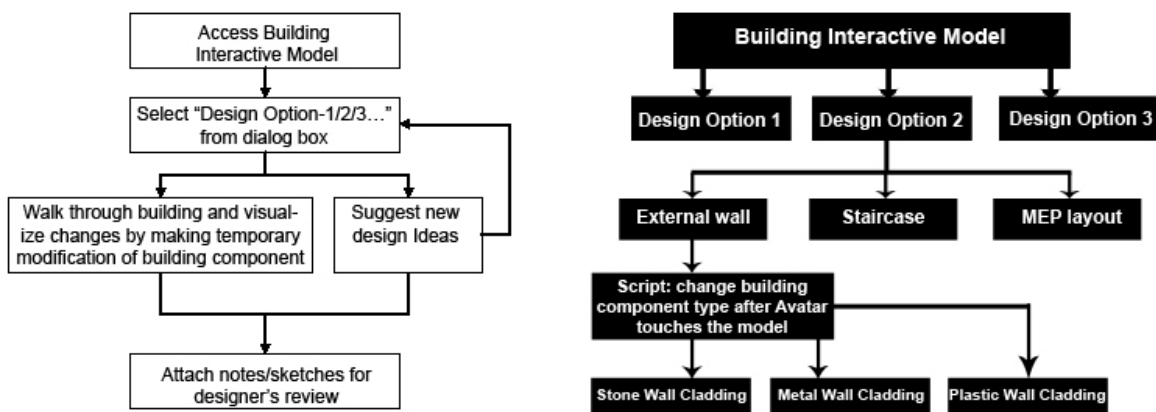 Access Building
Interactive Model
Select “Design Option-1/2/3...”
from dialog box
Walk through building and visual-
ize changes by making temporary
modification of building component
Suggest new
design Ideas
Attach notes/sketches for
designer's review
Building Interactive Model
Design Option 1
Design Option 2
Design Option 3
External wall
Staircase
MEP layout
Script: change building
component type after Avatar
touches the model
Stone Wall Cladding
Metal Wall Cladding
Plastic Wall Cladding